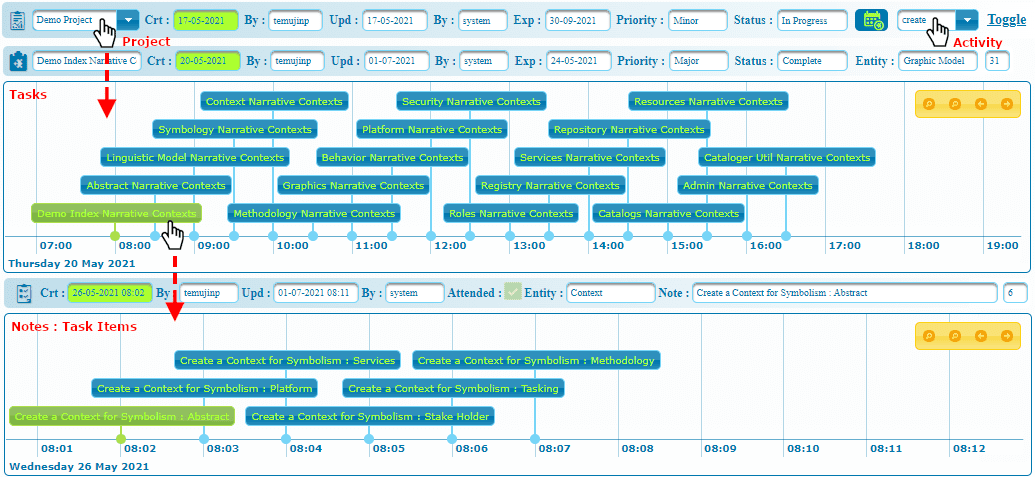 Demo Project Crt : 17-05-2021 By : temujinp Upd : 17-05-2021 By : system Exp : 30-09-2021 Priority : Minor Status : In Progress create Toggle
Project Activity
Demo Index Narrative C Crt : 20-05-2021 By : temujinp Upd : 01-07-2021 By : system Exp : 24-05-2021 Priority : Major Status : Complete Entity : Graphic Model 31
Tasks
Context Narrative Contexts Security Narrative Contexts Resources Narrative Contexts
Symbology Narrative Contexts Platform Narrative Contexts Repository Narrative Contexts
Linguistic Model Narrative Contexts Behavior Narrative Contexts Services Narrative Contexts Cataloger Util Narrative Contexts
Abstract Narrative Contexts Graphics Narrative Contexts Registry Narrative Contexts Admin Narrative Contexts
Demo Index Narrative Contexts Methodology Narrative Contexts Roles Narrative Contexts Catalogs Narrative Contexts
07:00 08:00 09:00 10:00 11:00 12:00 13:00 14:00 15:00 16:00 17:00 18:00 19:00
Thursday 20 May 2021
Crt : 26-05-2021 08:02 By : temujinp Upd : 01-07-2021 08:11 By : system Attended : Entity : Context Note : Create a Context for Symbolism : Abstract 6
Notes : Task Items
Create a Context for Symbolism : Services Create a Context for Symbolism : Methodology
Create a Context for Symbolism : Platform Create a Context for Symbolism : Tasking
Create a Context for Symbolism : Abstract Create a Context for Symbolism : Stake Holder
08:01 08:02 08:03 08:05 08:06 08:07 08:08 08:09 08:10 08:11 08:12
Wednesday 26 May 2021